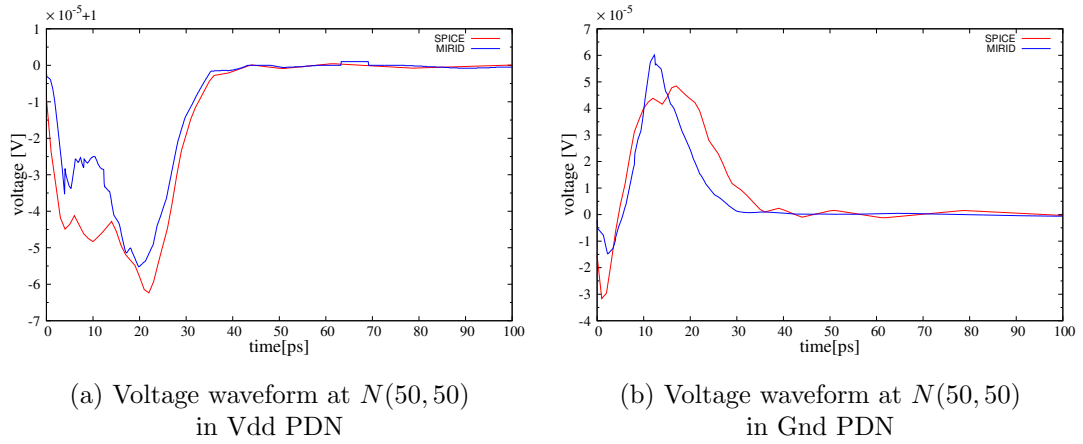 × 10⁻⁵+1
1
0
-1
-2
-3
-4
-5
-6
-7
voltage [V]
0 10 20 30 40 50 60 70 80 90 100
time[ps]
SPICE
MIRID
(a) Voltage waveform at N(50, 50)
in Vdd PDN
× 10⁻⁵
7
6
5
4
3
2
1
0
-1
-2
-3
-4
voltage [V]
0 10 20 30 40 50 60 70 80 90 100
time[ps]
SPICE
MIRID
(b) Voltage waveform at N(50, 50)
in Gnd PDN